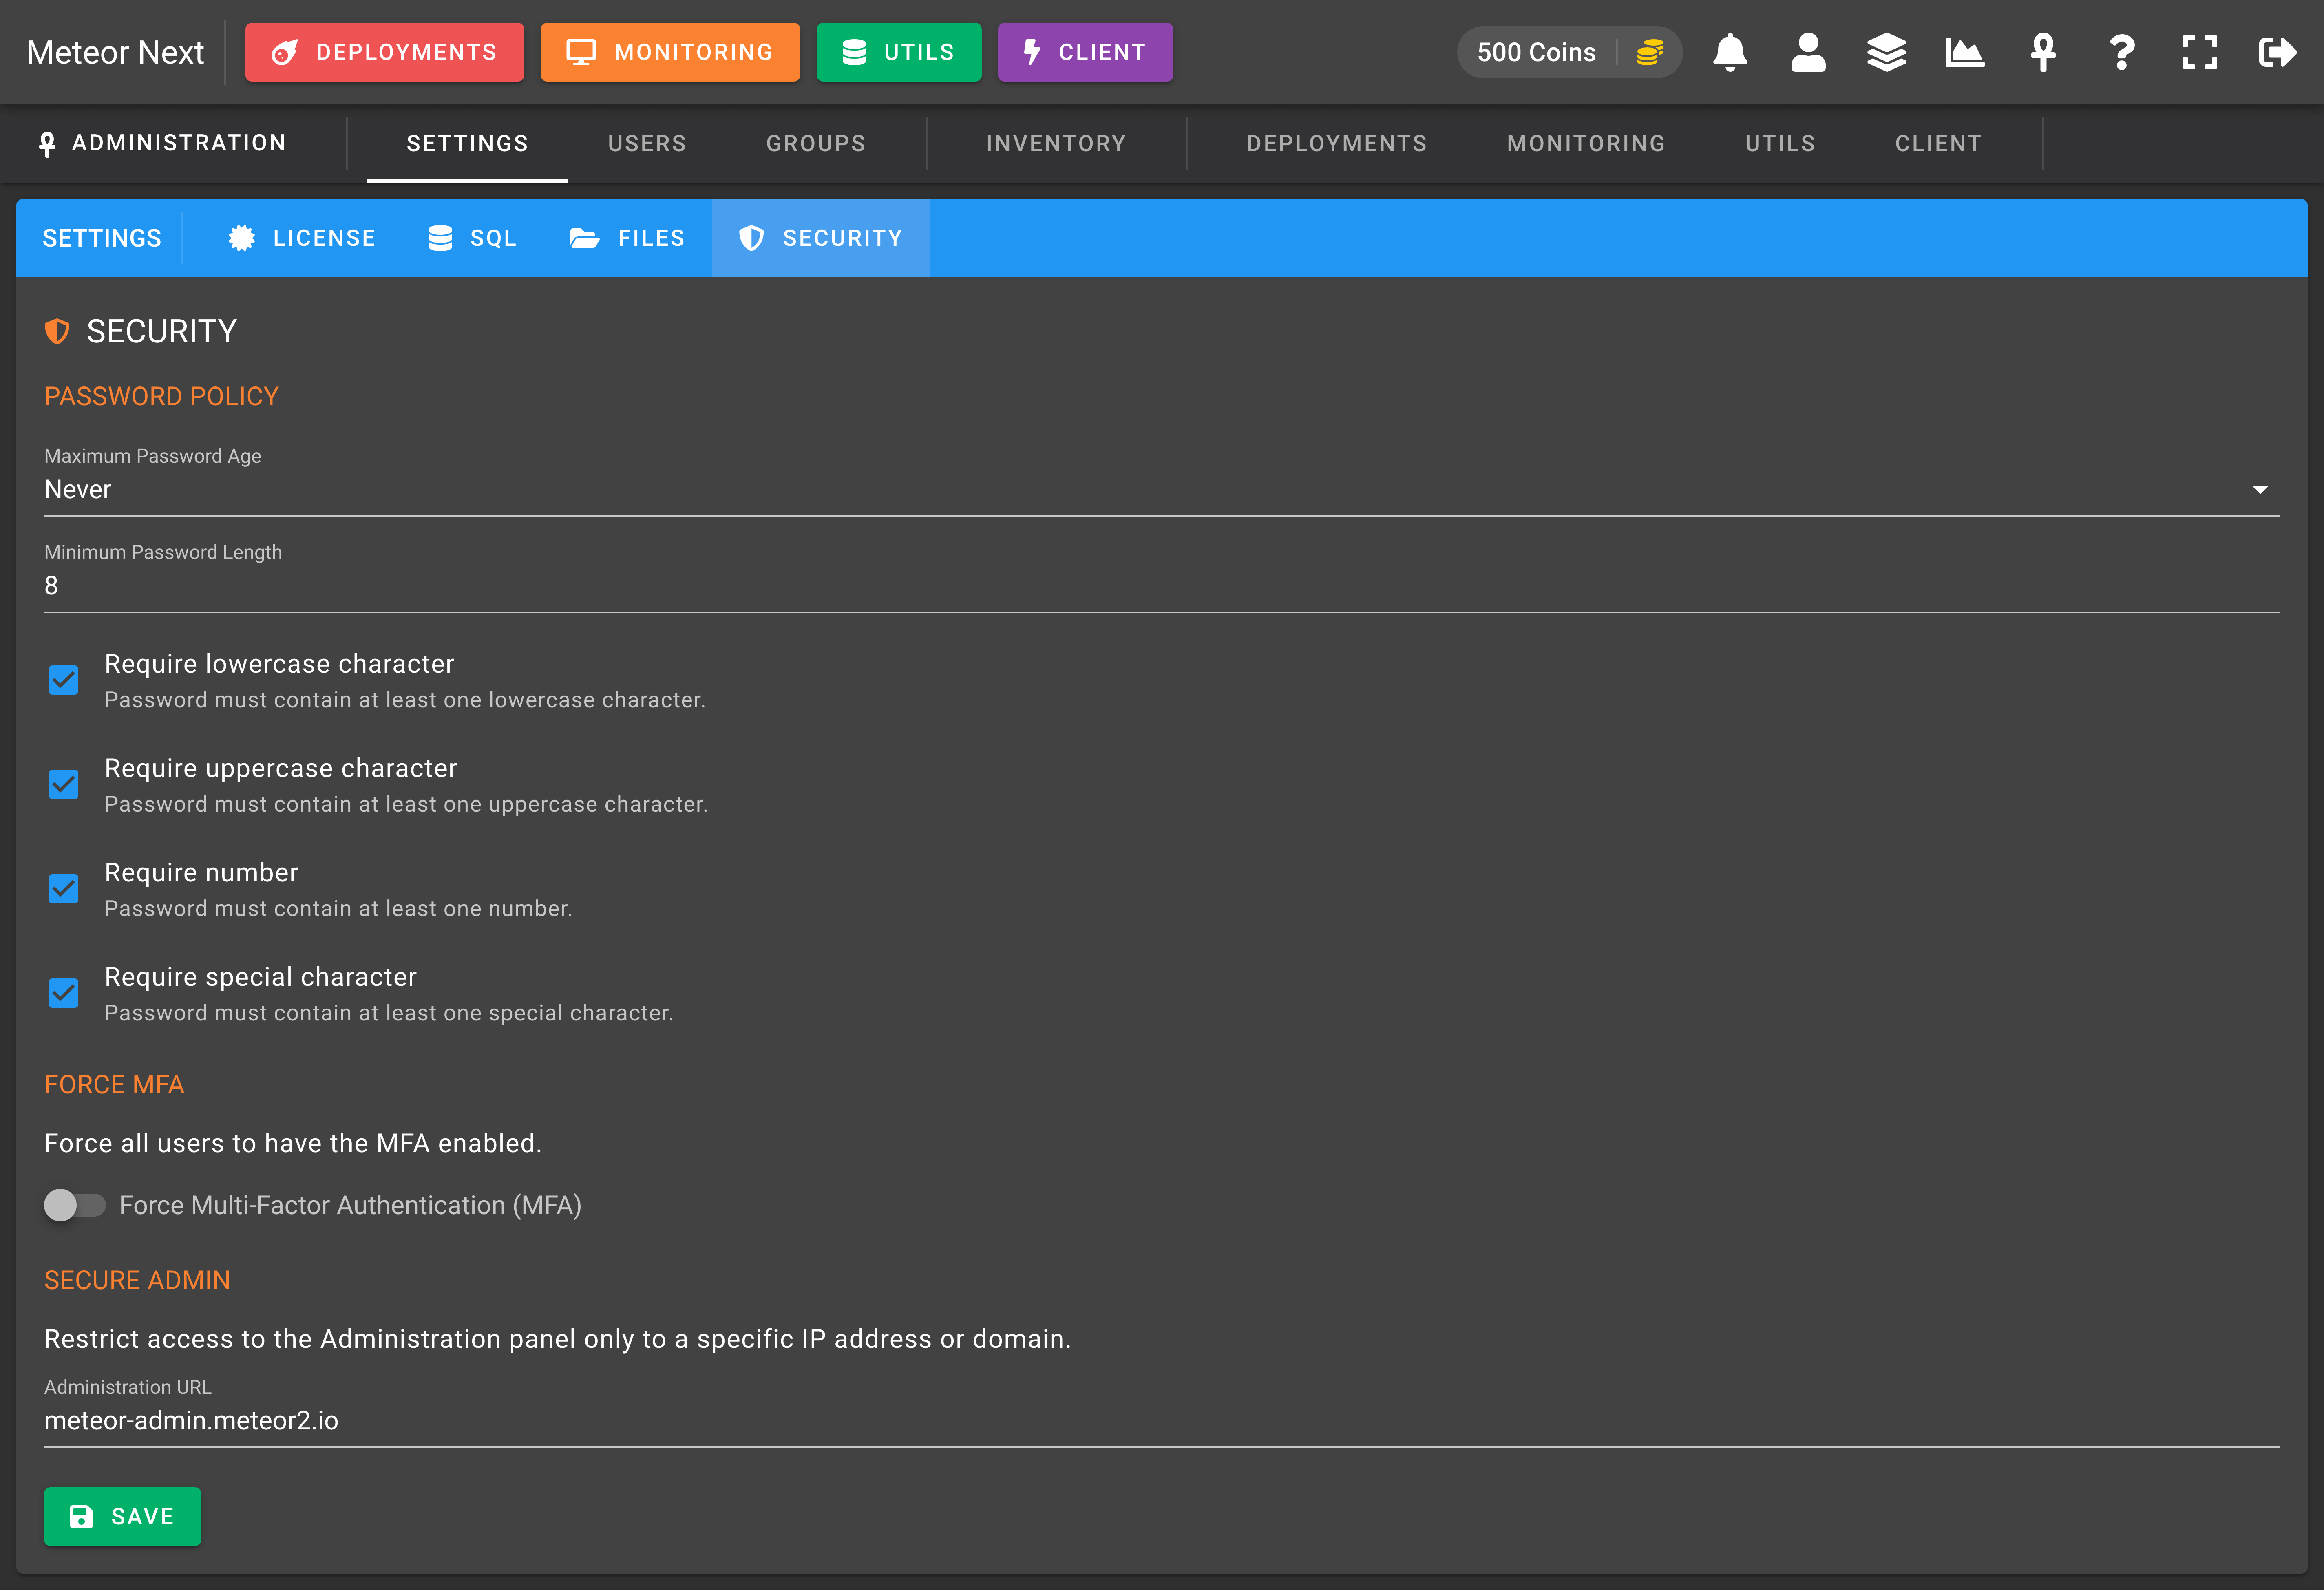 Meteor Next
DEPLOYMENTS
MONITORING
UTILS
CLIENT
500 Coins
ADMINISTRATION
SETTINGS
USERS
GROUPS
INVENTORY
DEPLOYMENTS
MONITORING
UTILS
CLIENT
SETTINGS
LICENSE
SQL
FILES
SECURITY
SECURITY
PASSWORD POLICY
Maximum Password Age
Never
Minimum Password Length
8
Require lowercase character
Password must contain at least one lowercase character.
Require uppercase character
Password must contain at least one uppercase character.
Require number
Password must contain at least one number.
Require special character
Password must contain at least one special character.
FORCE MFA
Force all users to have the MFA enabled.
Force Multi-Factor Authentication (MFA)
SECURE ADMIN
Restrict access to the Administration panel only to a specific IP address or domain.
Administration URL
meteor-admin.meteor2.io
SAVE